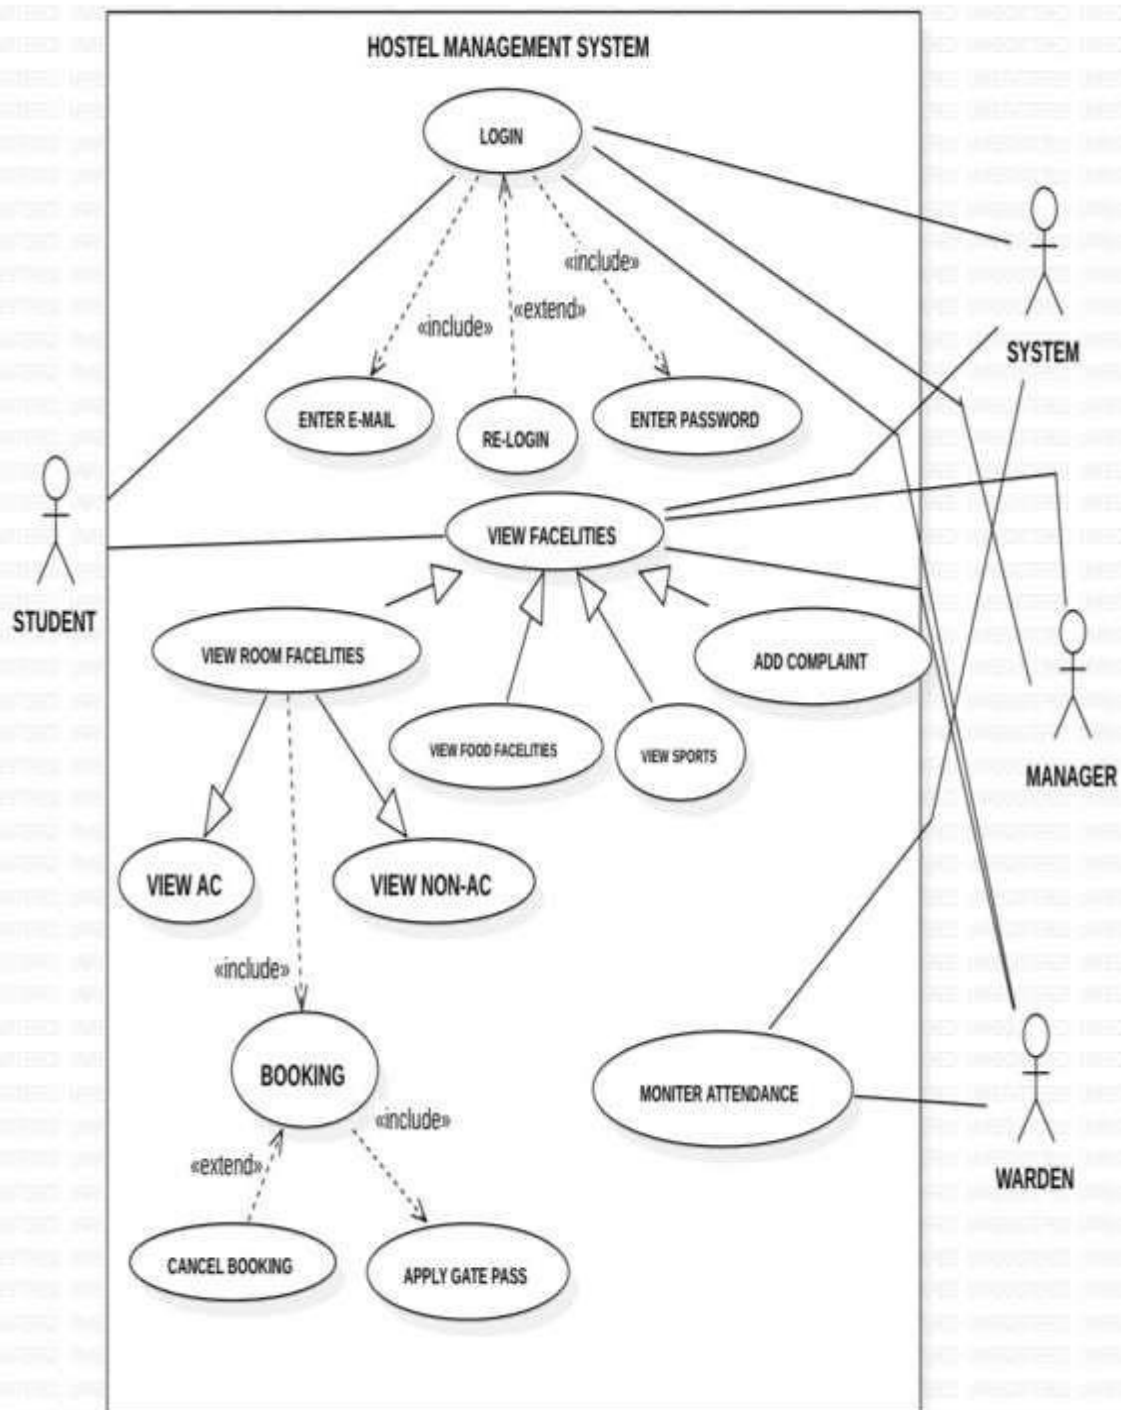 HOSTEL MANAGEMENT SYSTEM
LOGIN
«include»
«extend»
«include»
SYSTEM
ENTER E-MAIL
RE-LOGIN
ENTER PASSWORD
VIEW FACELITIES
STUDENT
VIEW ROOM FACELITIES
ADD COMPLAINT
VIEW FOOD FACELITIES
VIEW SPORTS
MANAGER
VIEW AC
VIEW NON-AC
«include»
BOOKING
MONITER ATTENDANCE
«include»
«extend»
WARDEN
CANCEL BOOKING
APPLY GATE PASS